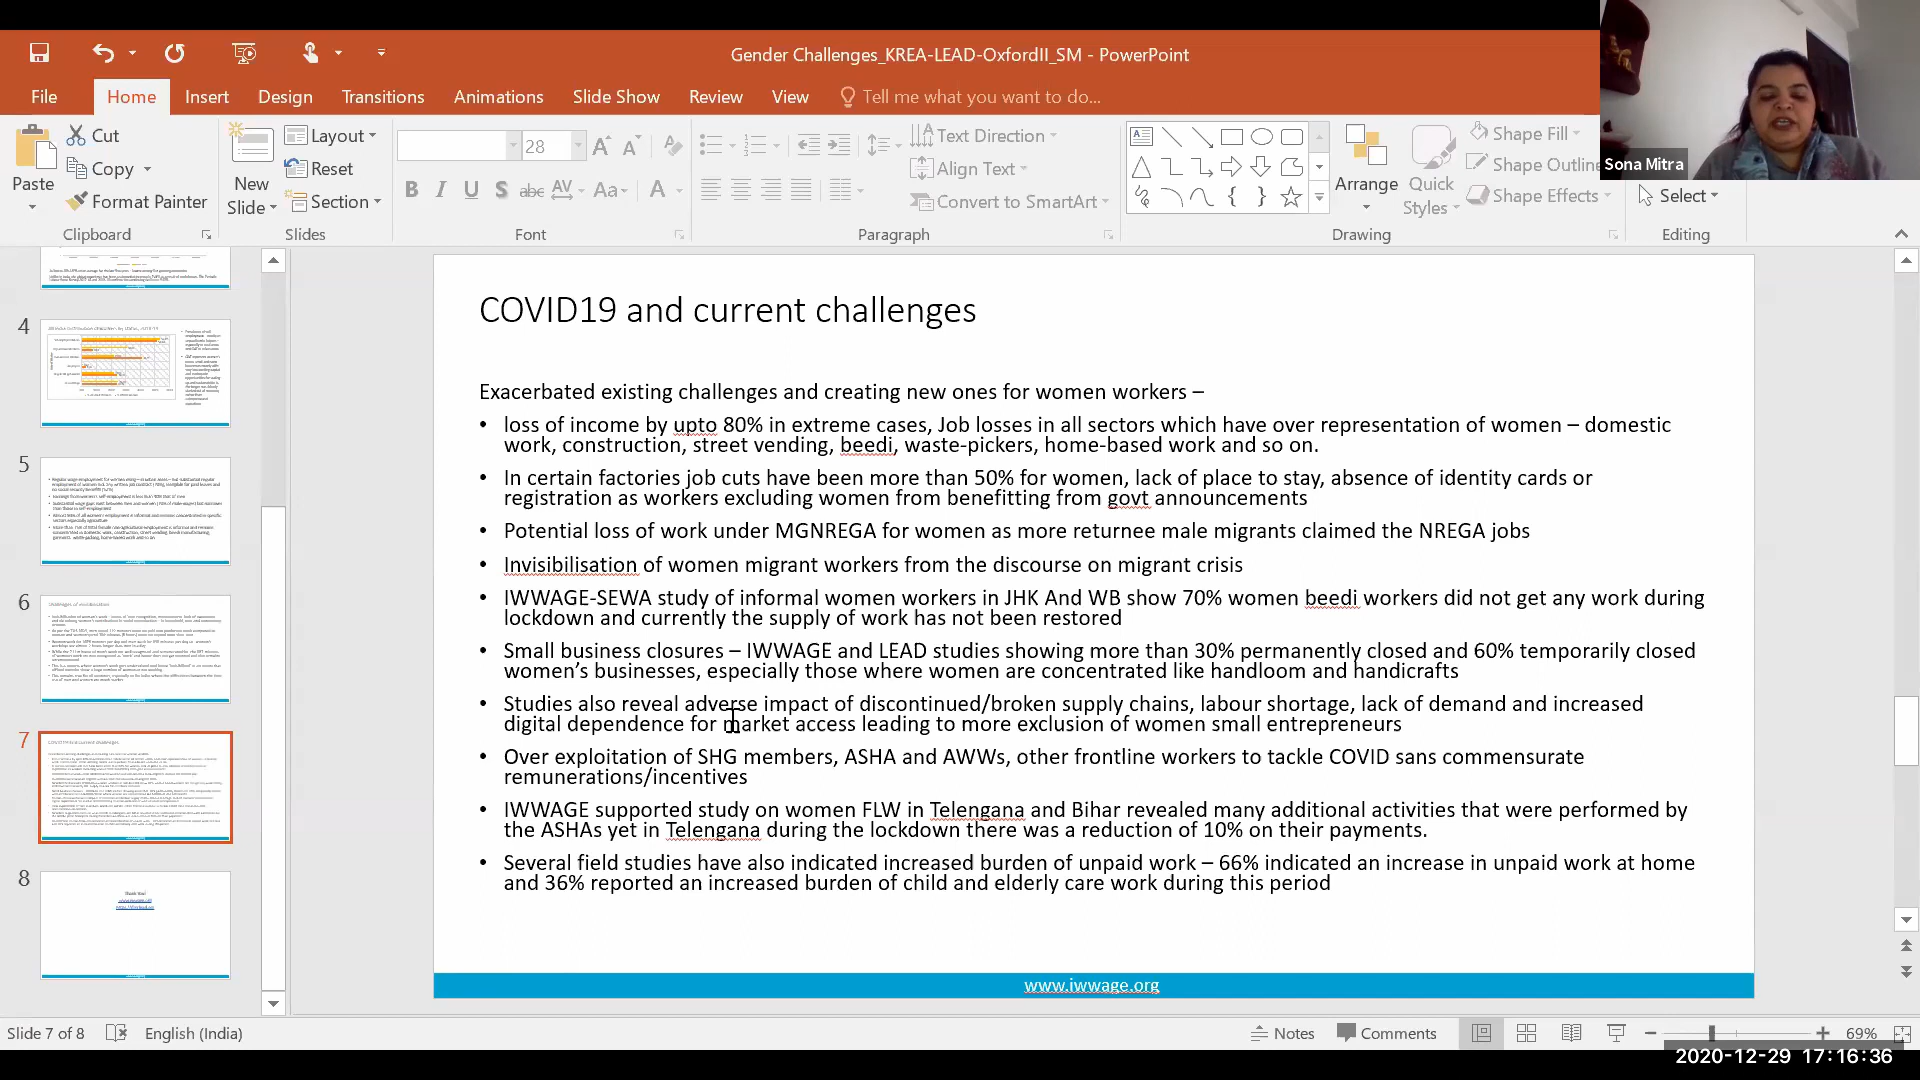 Gender Challenges_KREA-LEAD-OxfordII_SM - PowerPoint
File Home Insert Design Transitions Animations Slide Show Review View Tell me what you want to do...
Cut
Copy
Format Painter
Paste
Clipboard
New
Slide
Layout
Reset
Section
Slides
28
Font
Text Direction
Align Text
Convert to SmartArt
Paragraph
Arrange
Quick
Styles
Shape Fill
Shape Outline
Shape Effects
Drawing
Select
Editing
Sona Mitra
4
5
6
7
8
COVID19 and current challenges
Exacerbated existing challenges and creating new ones for women workers –
• loss of income by upto 80% in extreme cases, Job losses in all sectors which have over representation of women – domestic
work, construction, street vending, beedi, waste-pickers, home-based work and so on.
• In certain factories job cuts have been more than 50% for women, lack of place to stay, absence of identity cards or
registration as workers excluding women from benefitting from govt announcements
• Potential loss of work under MGNREGA for women as more returnee male migrants claimed the NREGA jobs
• Invisibilisation of women migrant workers from the discourse on migrant crisis
• IWWAGE-SEWA study of informal women workers in JHK And WB show 70% women beedi workers did not get any work during
lockdown and currently the supply of work has not been restored
• Small business closures – IWWAGE and LEAD studies showing more than 30% permanently closed and 60% temporarily closed
women's businesses, especially those where women are concentrated like handloom and handicrafts
• Studies also reveal adverse impact of discontinued/broken supply chains, labour shortage, lack of demand and increased
digital dependence for market access leading to more exclusion of women small entrepreneurs
• Over exploitation of SHG members, ASHA and AWWs, other frontline workers to tackle COVID sans commensurate
remunerations/incentives
• IWWAGE supported study on women FLW in Telengana and Bihar revealed many additional activities that were performed by
the ASHAs yet in Telengana during the lockdown there was a reduction of 10% on their payments.
• Several field studies have also indicated increased burden of unpaid work – 66% indicated an increase in unpaid work at home
and 36% reported an increased burden of child and elderly care work during this period
www.iwwage.org
Slide 7 of 8
English (India)
Notes
Comments
69%
2020-12-29 17:16:36